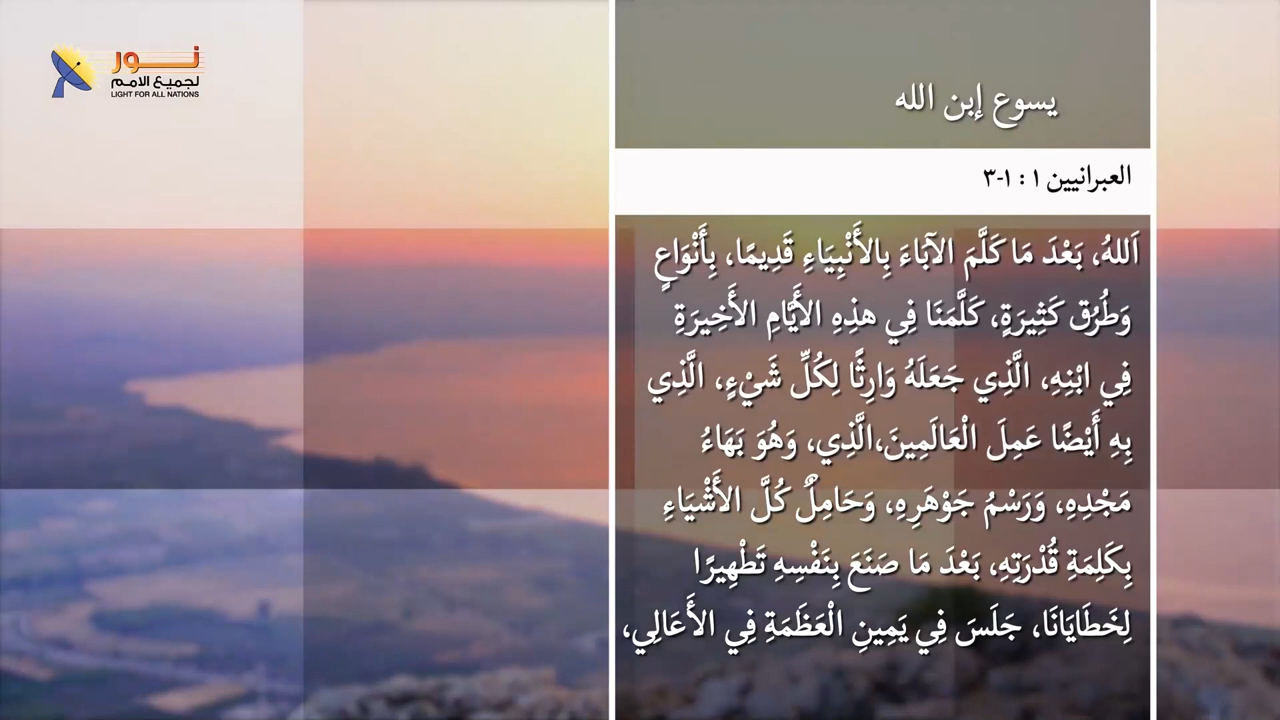 نور
لجميع الامم
LIGHT FOR ALL NATIONS
يسوع إبن الله
العبرانيين ١ : ١-٣
اَللهُ، بَعْدَ مَا كَلَّمَ الآبَاءَ بِالأَنْبِيَاءِ قَدِيمًا، بِأَنْوَاعٍ
وَطُرُق كَثِيرَةٍ، كَلَّمَنَا فِي هذِهِ الأَيَّامِ الأَخِيرَةِ
فِي ابْنِهِ، الَّذِي جَعَلَهُ وَارِثًا لِكُلِّ شَيْءٍ، الَّذِي
بِهِ أَيْضًا عَمِلَ الْعَالَمِينَ،الَّذِي، وَهُوَ بَهَاءُ
مَجْدِهِ، وَرَسْمُ جَوْهَرِهِ، وَحَامِلٌ كُلَّ الأَشْيَاءِ
بِكَلِمَةِ قُدْرَتِهِ، بَعْدَ مَا صَنَعَ بِنَفْسِهِ تَطْهِيرًا
لِخَطَايَانَا، جَلَسَ فِي يَمِينِ الْعَظَمَةِ فِي الأَعَالِي،